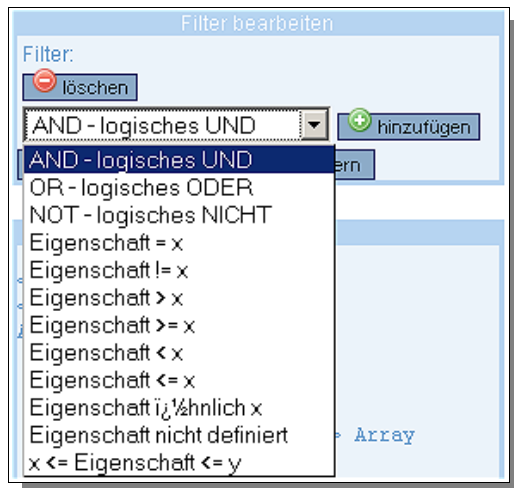 Filter bearbeiten
Filter:
löschen
AND - logisches UND
hinzufügen
AND - logisches UND
ern
OR - logisches ODER
NOT - logisches NICHT
Eigenschaft = x
Eigenschaft != x
Eigenschaft > x
Eigenschaft >= x
Eigenschaft < x
Eigenschaft <= x
Eigenschaft ï¿½hnlich x
Eigenschaft nicht definiert
> Array
x <= Eigenschaft <= y